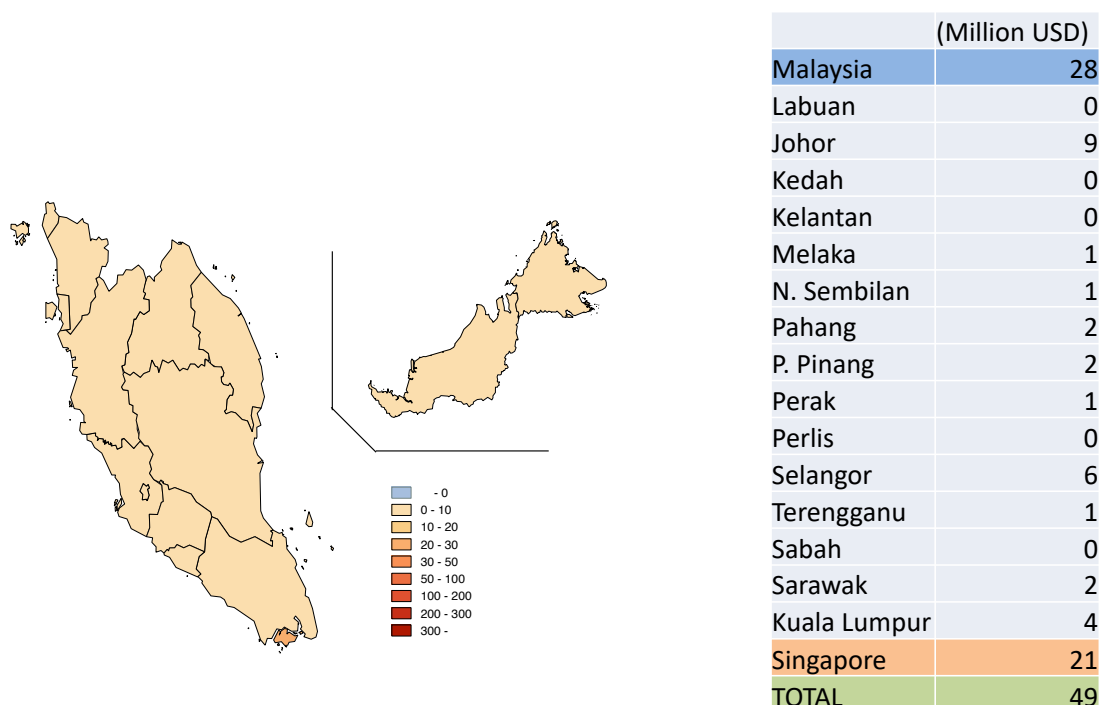 (Million USD)
Malaysia 28
Labuan 0
Johor 9
Kedah 0
Kelantan 0
Melaka 1
N. Sembilan 1
Pahang 2
P. Pinang 2
Perak 1
Perlis 0
Selangor 6
Terengganu 1
Sabah 0
Sarawak 2
Kuala Lumpur 4
Singapore 21
TOTAL 49
- 0
0 - 10
10 - 20
20 - 30
30 - 50
50 - 100
100 - 200
200 - 300
300 -